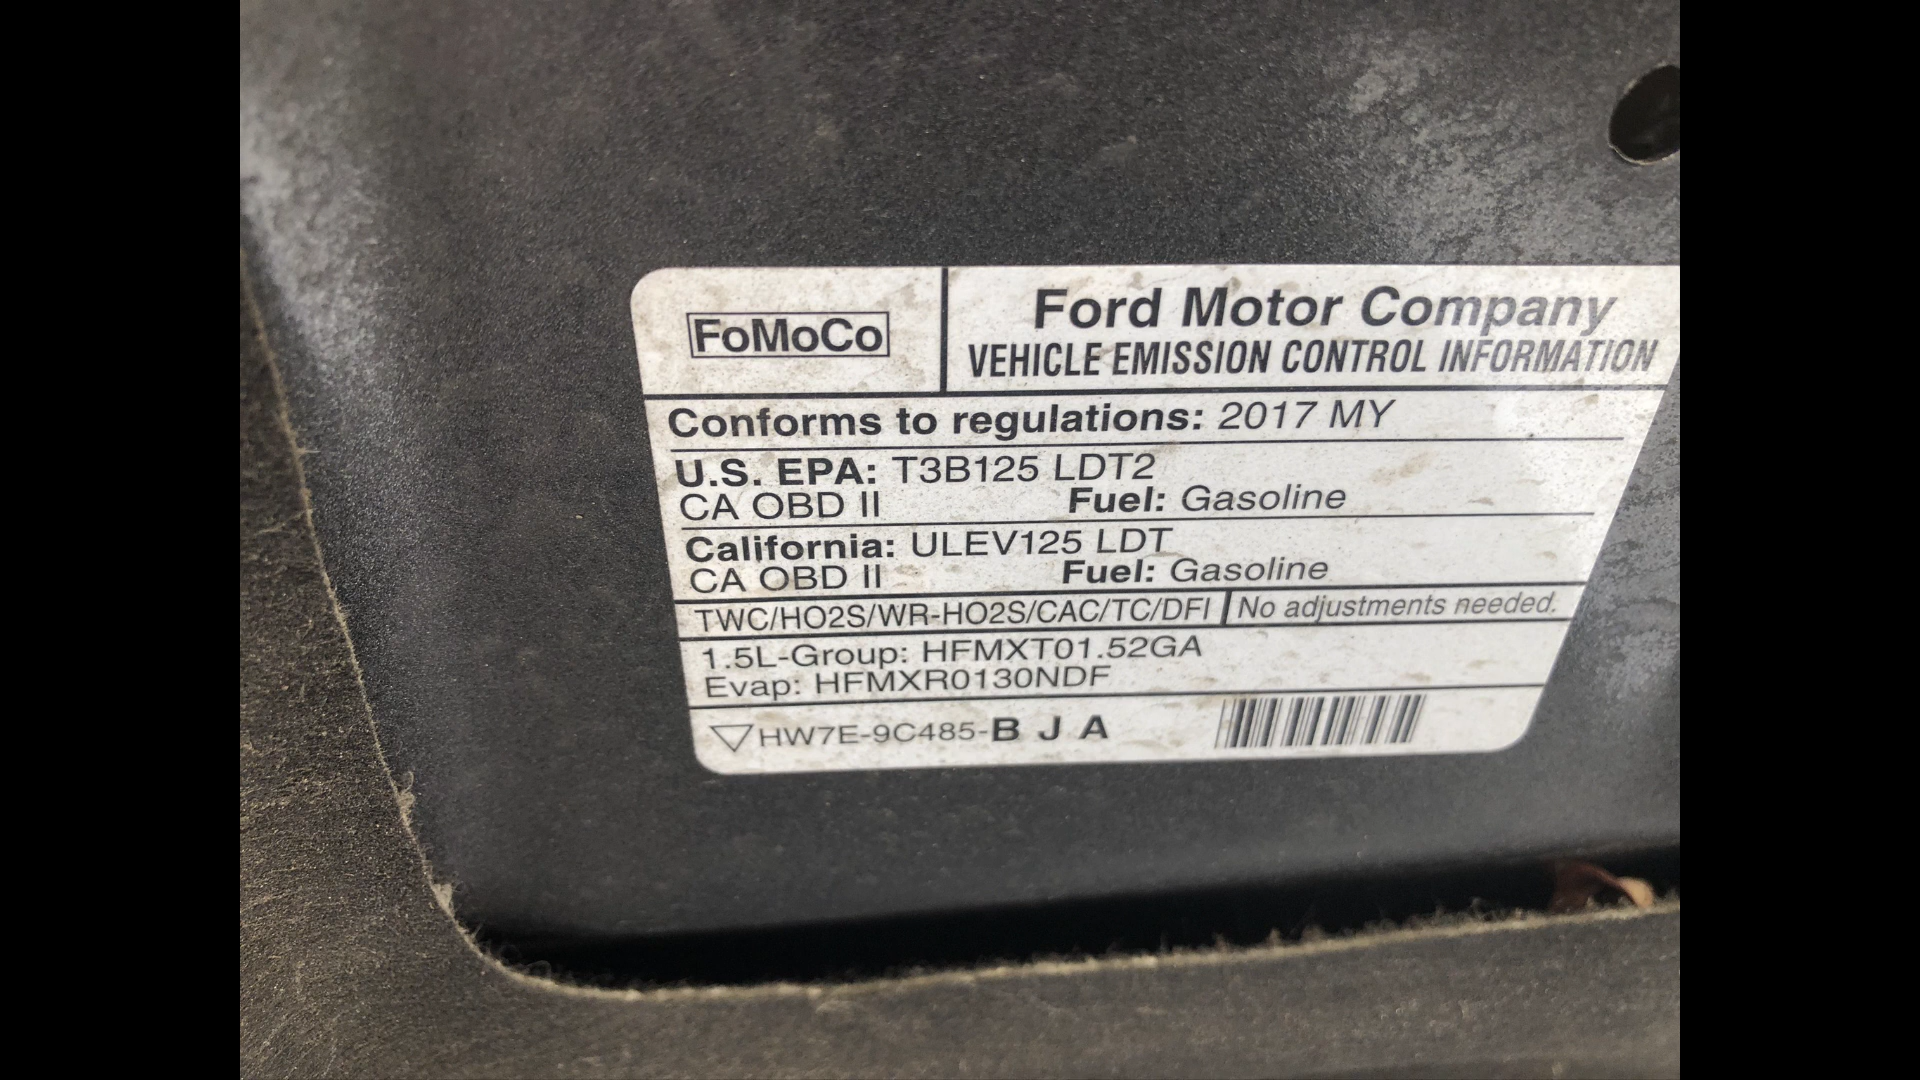 FoMoCo
Ford Motor Company
VEHICLE EMISSION CONTROL INFORMATION
Conforms to regulations: 2017 MY
U.S. EPA: T3B125 LDT2
CA OBD II Fuel: Gasoline
California: ULEV125 LDT
CA OBD II Fuel: Gasoline
TWC/HO2S/WR-HO2S/CAC/TC/DFI No adjustments needed.
1.5L-Group: HFMXT01.52GA
Evap: HFMXR0130NDF
HW7E-9C485-B J A